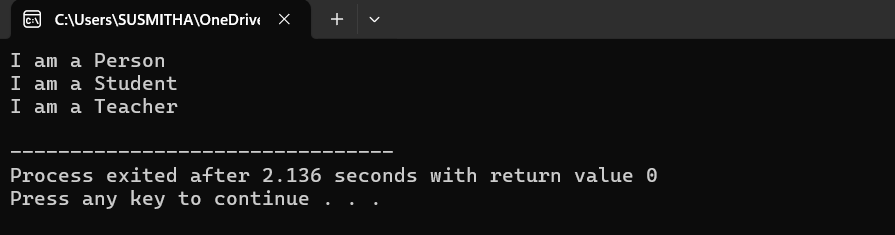 C:\Users\SUSMITHA\OneDrive
I am a Person
I am a Student
I am a Teacher
--------------------------------
Process exited after 2.136 seconds with return value 0
Press any key to continue . . .